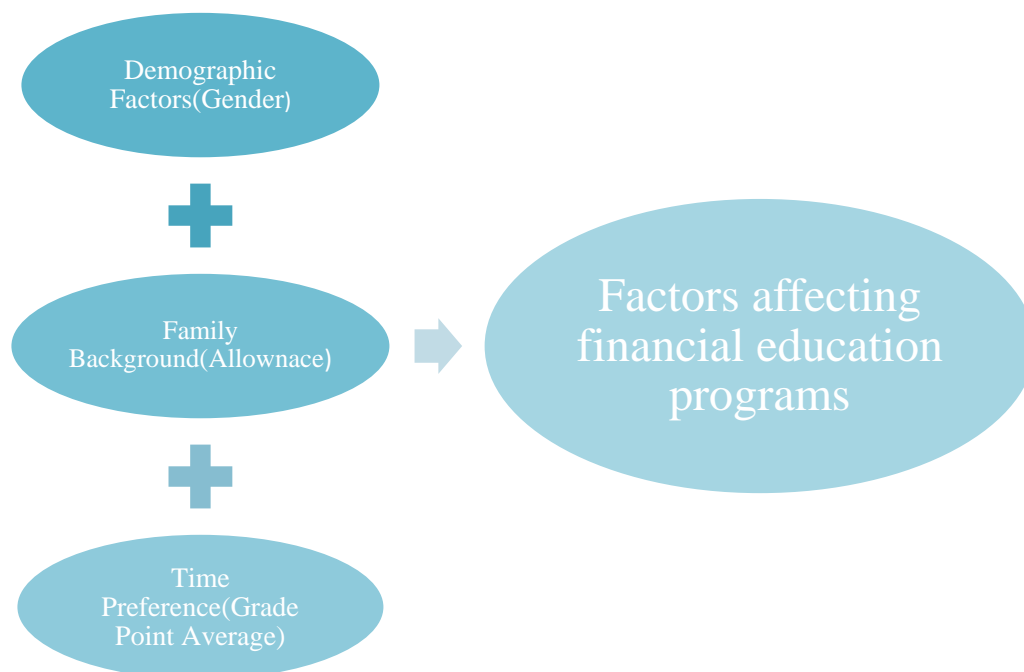 Demographic
Factors(Gender)
Family
Background(Allownace)
Factors affecting
financial education
programs
Time
Preference(Grade
Point Average)